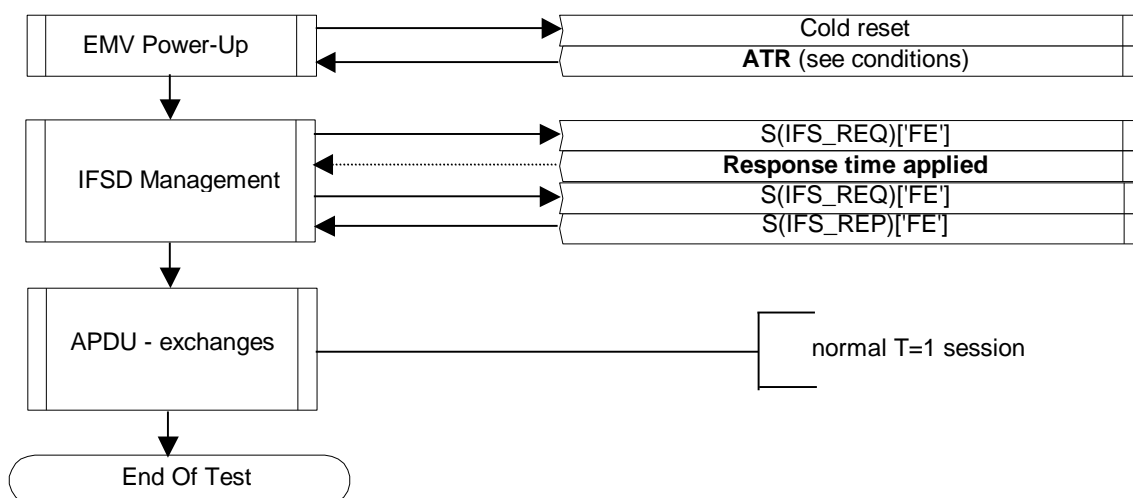 EMV Power-Up
Cold reset
ATR (see conditions)
IFSD Management
S(IFS_REQ)['FE']
Response time applied
S(IFS_REQ)['FE']
S(IFS_REP)['FE']
APDU - exchanges
normal T=1 session
End Of Test